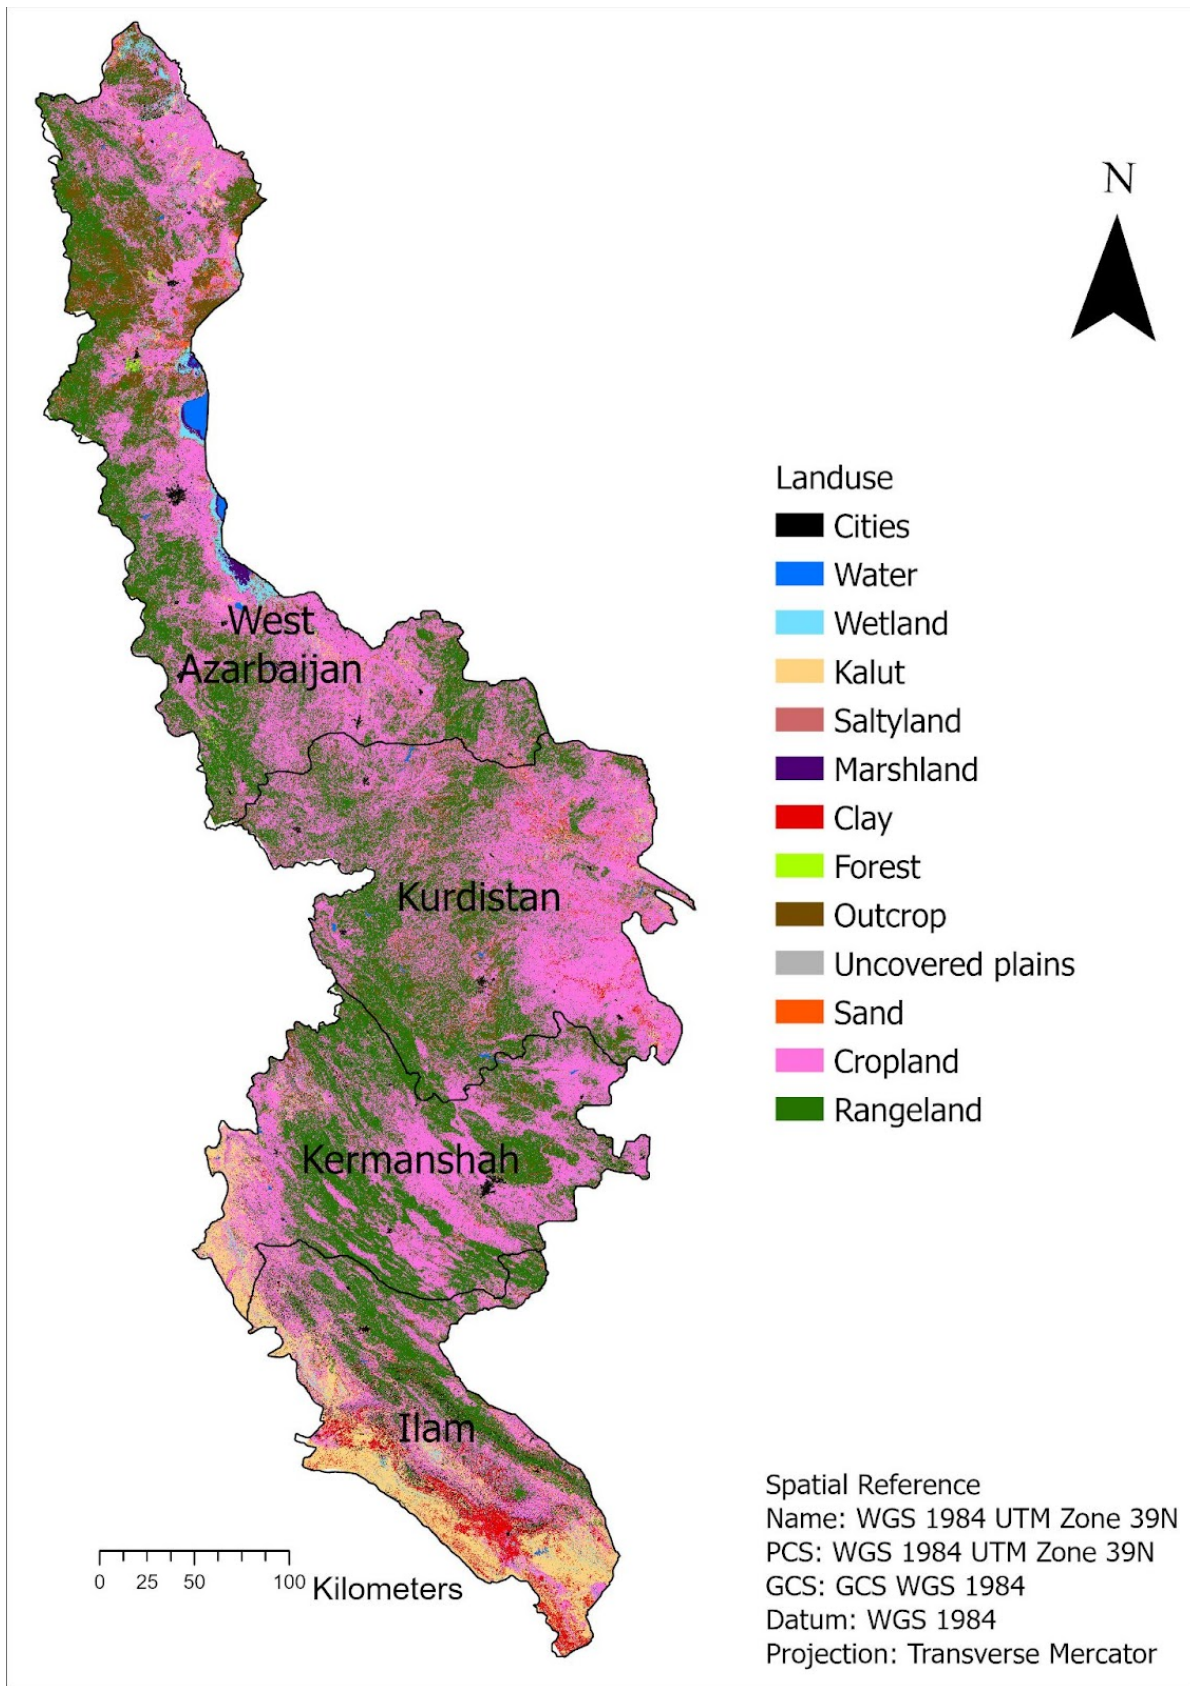 N
Landuse
Cities
Water
Wetland
Kalut
Saltyland
Marshland
Clay
Forest
Outcrop
Uncovered plains
Sand
Cropland
Rangeland
West
Azarbaijan
Kurdistan
Kermanshah
Ilam
0 25 50 100 Kilometers
Spatial Reference
Name: WGS 1984 UTM Zone 39N
PCS: WGS 1984 UTM Zone 39N
GCS: GCS WGS 1984
Datum: WGS 1984
Projection: Transverse Mercator